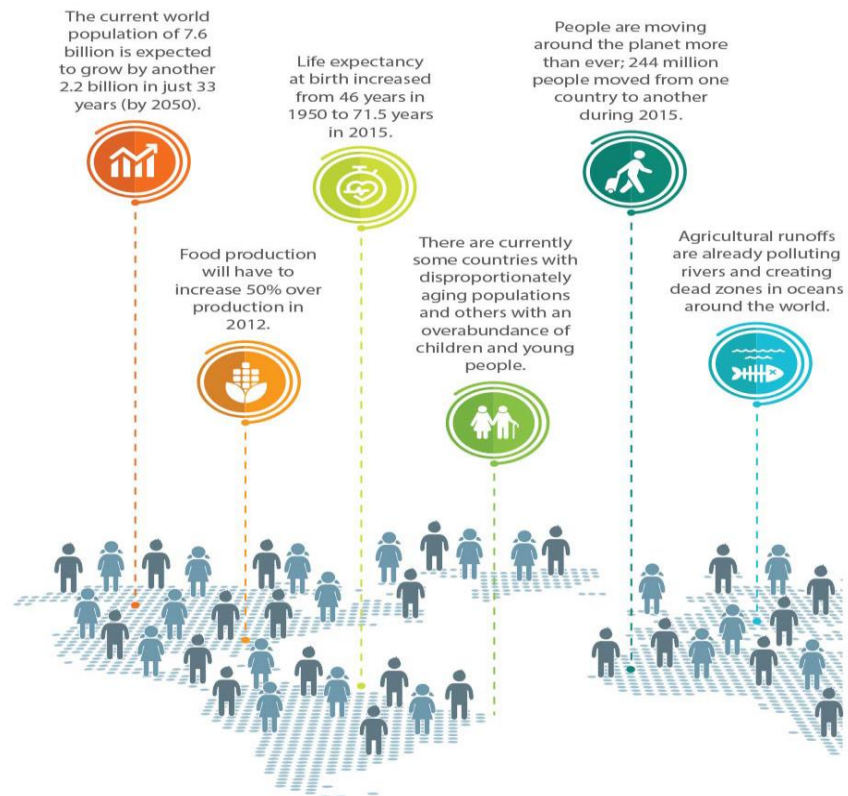 The current world
population of 7.6
billion is expected
to grow by another
2.2 billion in just 33
years (by 2050).
Life expectancy
at birth increased
from 46 years in
1950 to 71.5 years
in 2015.
People are moving
around the planet more
than ever; 244 million
people moved from one
country to another
during 2015.
Food production
will have to
increase 50% over
production in
2012.
There are currently
some countries with
disproportionately
aging populations
and others with an
overabundance of
children and young
people.
Agricultural runoffs
are already polluting
rivers and creating
dead zones in oceans
around the world.